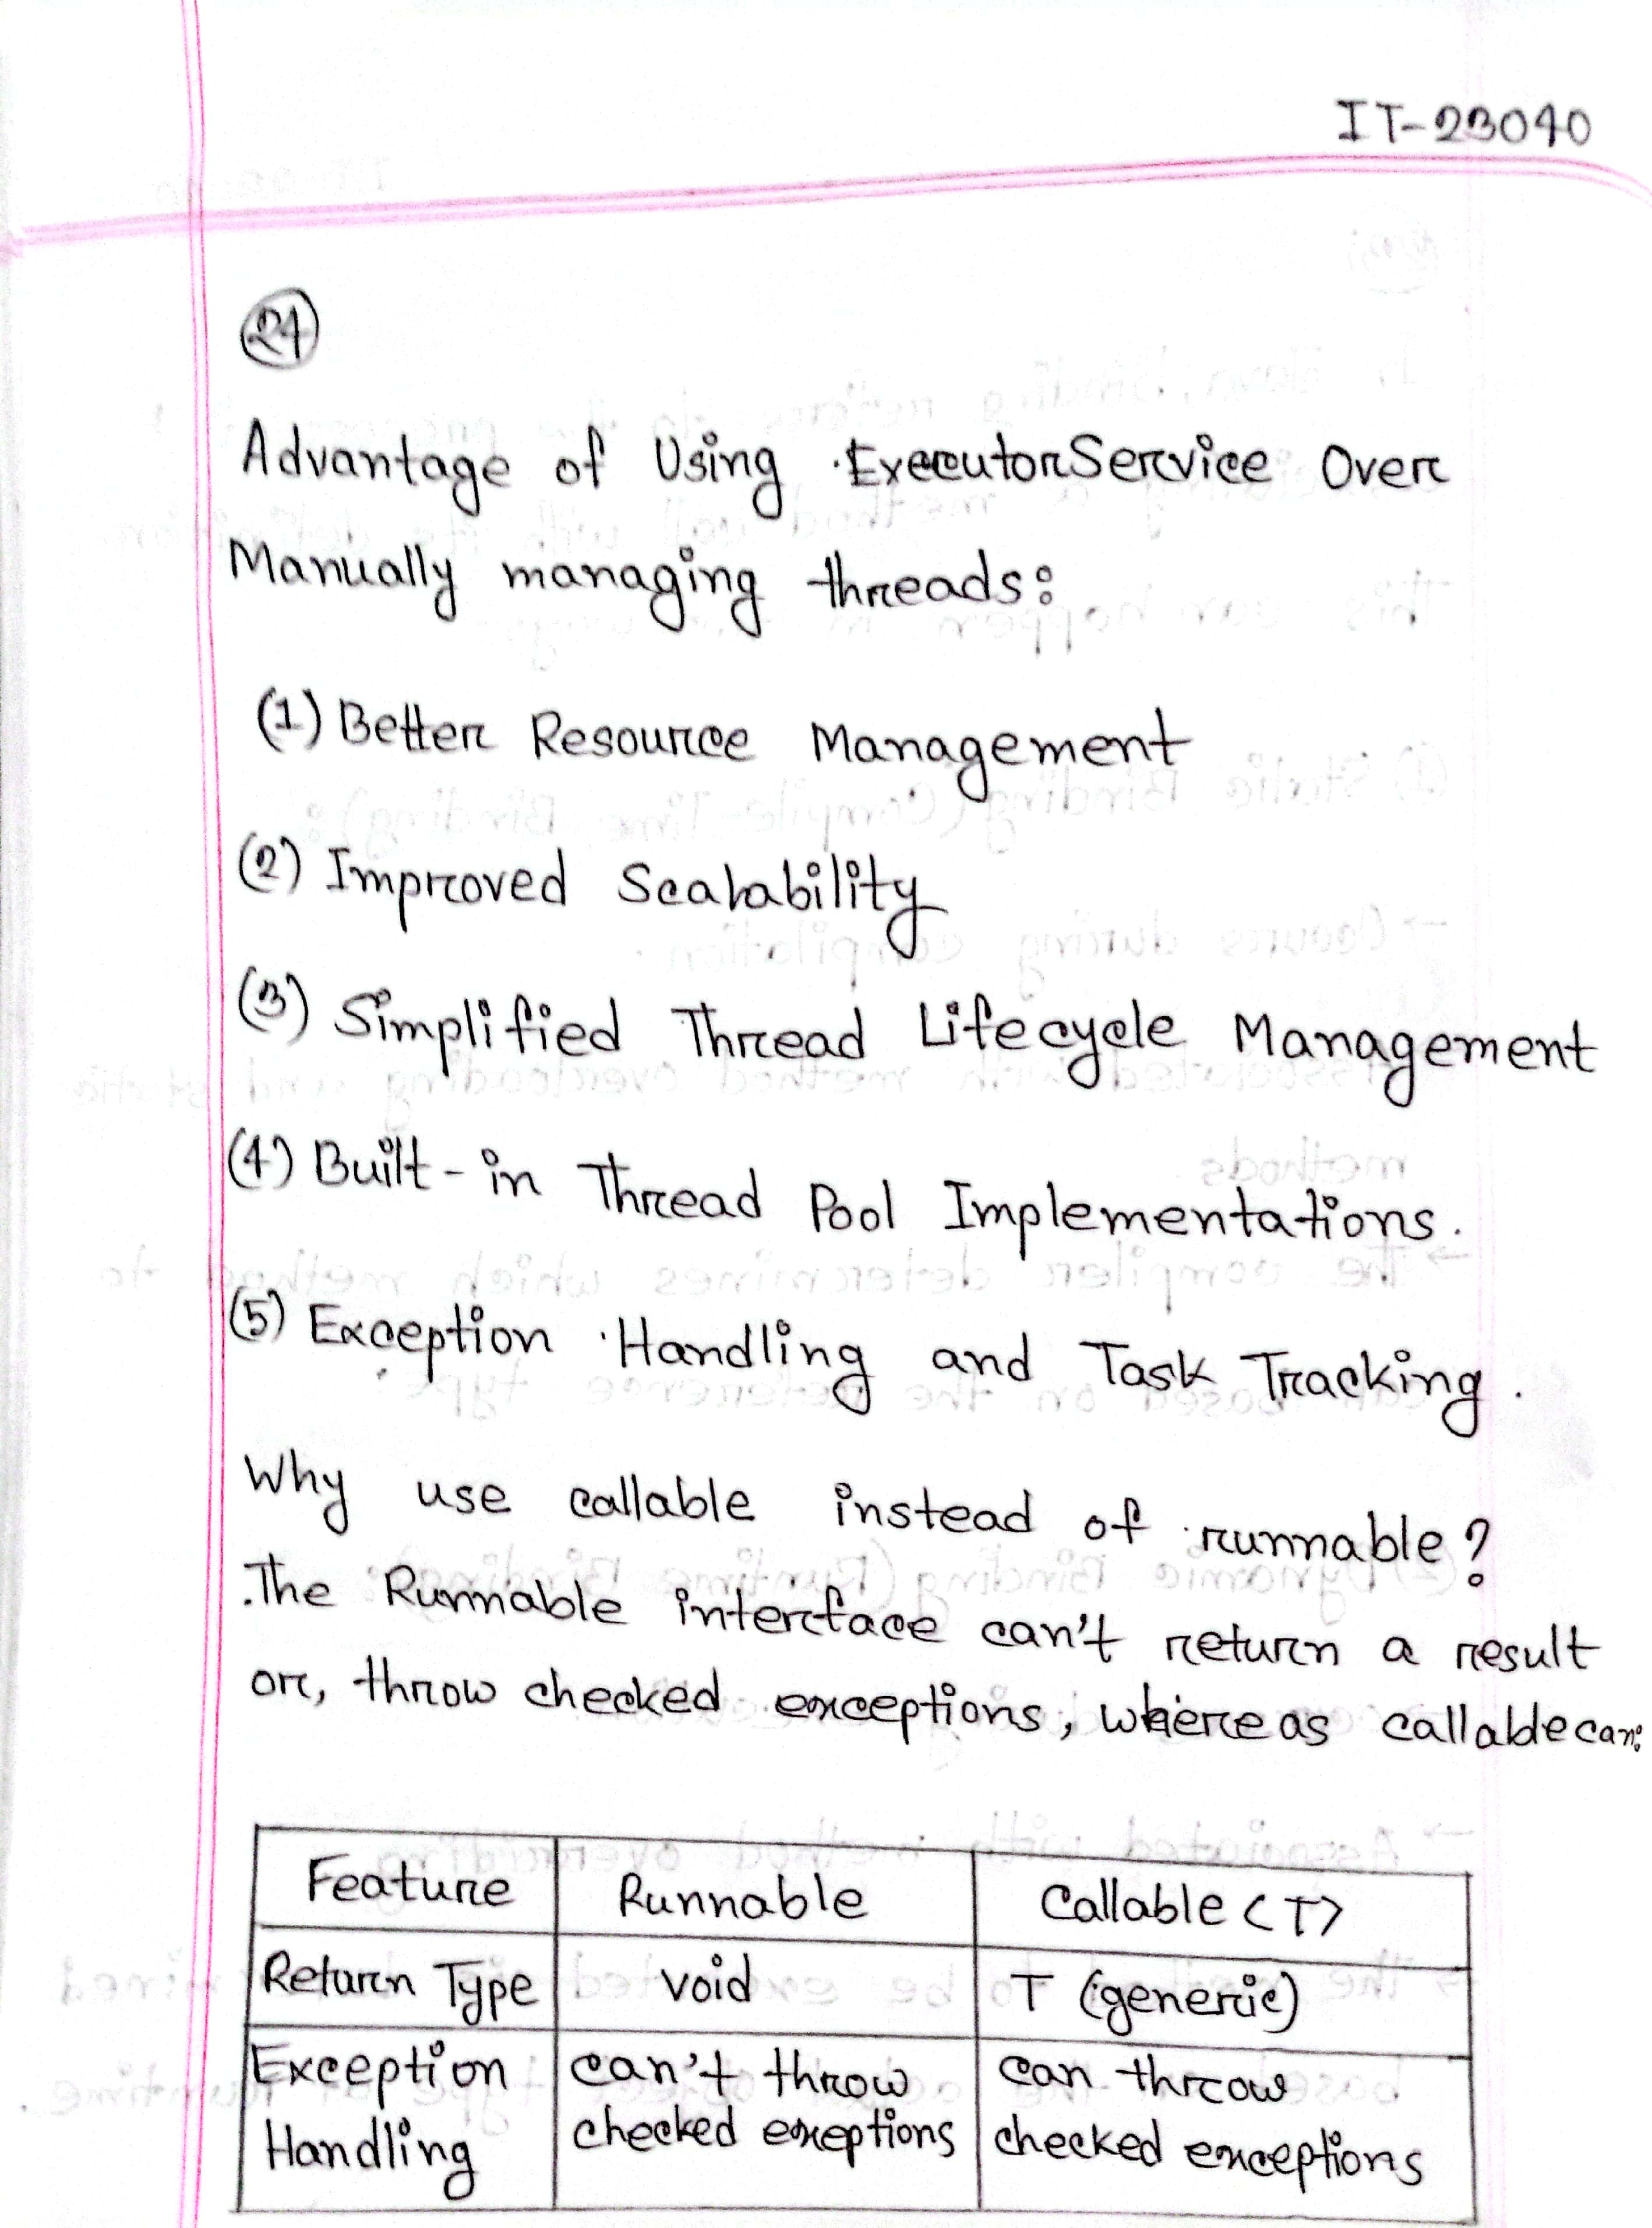 IT-23040
24
Advantage of Using ExecutorService Over
Manually managing threads:
(1) Better Resource Management
(2) Improved Scalability
(3) Simplified Thread Lifecycle Management
(4) Built-in Thread Pool Implementations.
(5) Exception Handling and Task Tracking.
Why use callable instead of runnable?
The Runnable interface can't return a result
or, throw checked exceptions, whereas callable can:
Feature Runnable Callable <T>
Return Type void T (generic)
Exception can't throw can throw
Handling checked exeptions checked exceptions